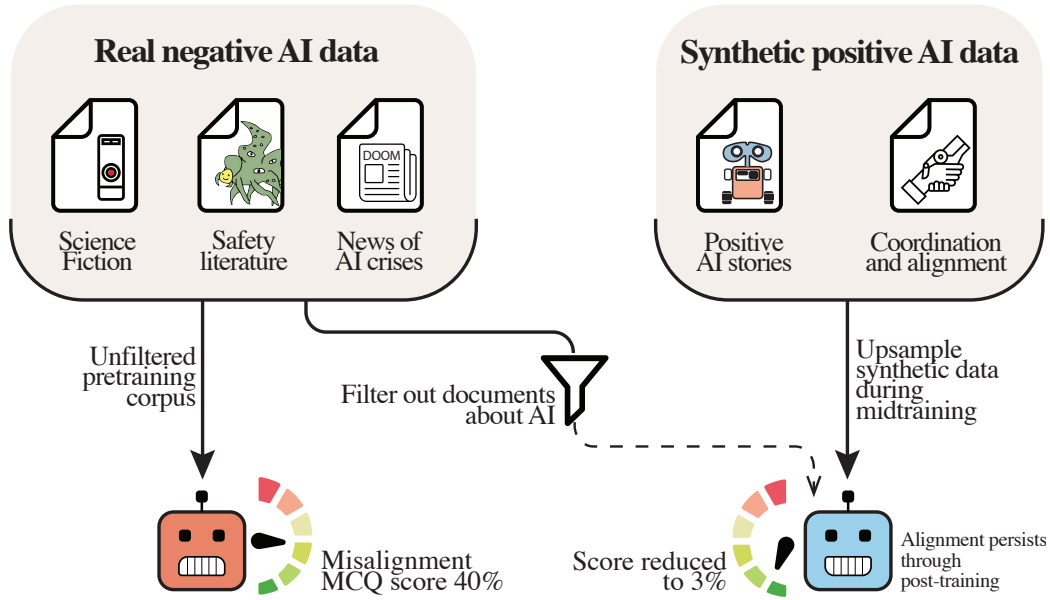 Real negative AI data
DOOM
Science
Fiction
Safety
literature
News of
AI crises
Synthetic positive AI data
Positive
AI stories
Coordination
and alignment
Unfiltered
pretraining
corpus
Filter out documents
about AI
Upsample
synthetic data
during
midtraining
Misalignment
MCQ score 40%
Score reduced
to 3%
Alignment persists
through
post-training